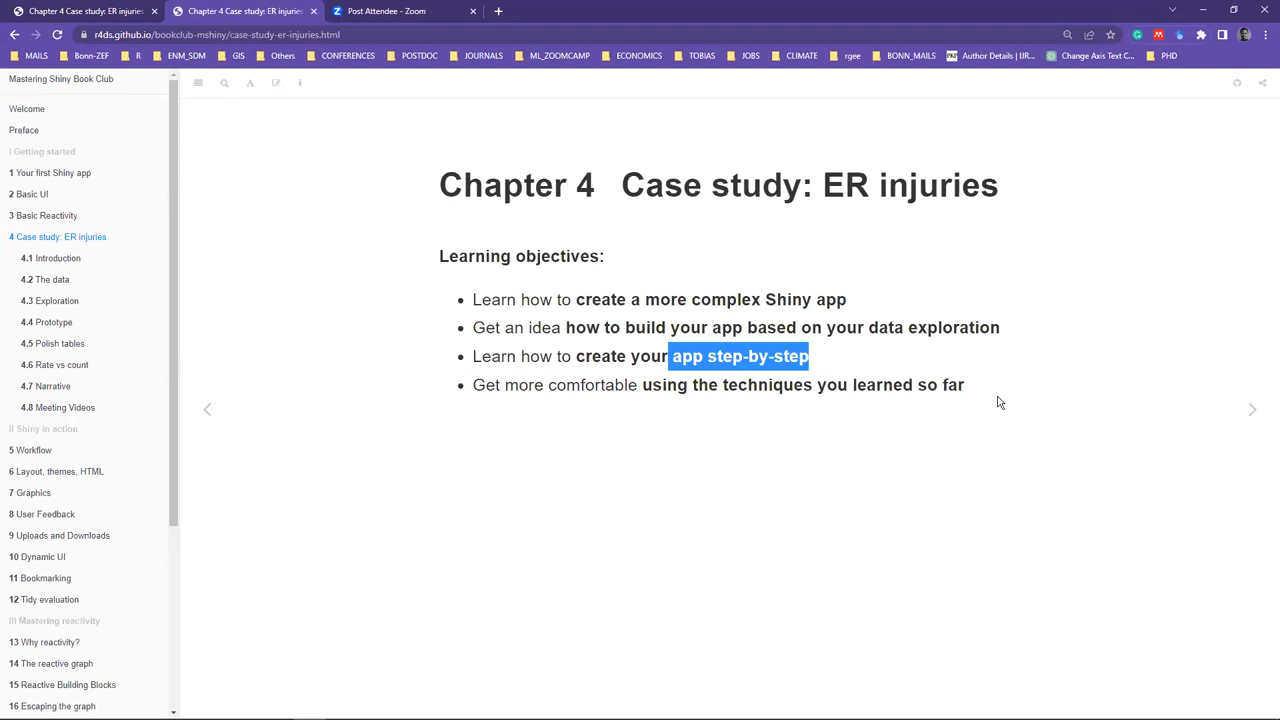 Chapter 4 Case study: ER injuries
Chapter 4 Case study: ER injuries
Post Attendee - Zoom
r4ds.github.io/bookclub-mshiny/case-study-er-injuries.html
MAILS
Bonn-ZEF
R
ENM_SDM
GIS
Others
CONFERENCES
POSTDOC
JOURNALS
ML_ZOOMCAMP
ECONOMICS
TOBIAS
JOBS
CLIMATE
rgee
BONN_MAILS
Author Details | IJR...
Change Axis Text C...
PHD
Mastering Shiny Book Club
Welcome
Preface
I Getting started
1 Your first Shiny app
2 Basic UI
3 Basic Reactivity
4 Case study: ER injuries
4.1 Introduction
4.2 The data
4.3 Exploration
4.4 Prototype
4.5 Polish tables
4.6 Rate vs count
4.7 Narrative
4.8 Meeting Videos
II Shiny in action
5 Workflow
6 Layout, themes, HTML
7 Graphics
8 User Feedback
9 Uploads and Downloads
10 Dynamic UI
11 Bookmarking
12 Tidy evaluation
III Mastering reactivity
13 Why reactivity?
14 The reactive graph
15 Reactive Building Blocks
16 Escaping the graph
Chapter 4 Case study: ER injuries
Learning objectives:
• Learn how to create a more complex Shiny app
• Get an idea how to build your app based on your data exploration
• Learn how to create your app step-by-step
• Get more comfortable using the techniques you learned so far